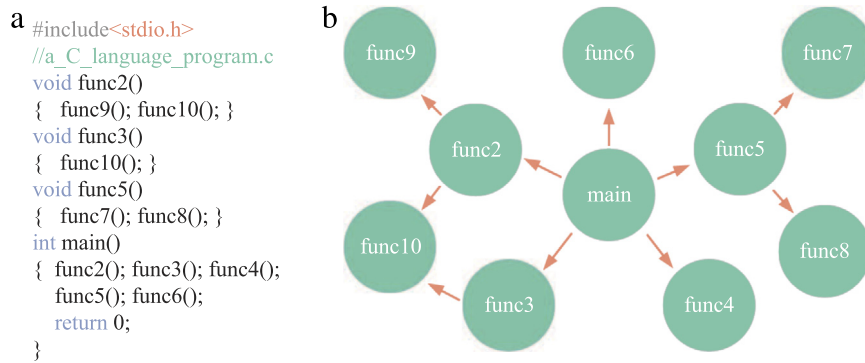 a
#include<stdio.h>
//a_C_language_program.c
void func2()
{ func9(); func10(); }
void func3()
{ func10(); }
void func5()
{ func7(); func8(); }
int main()
{ func2(); func3(); func4();
func5(); func6();
return 0;
}
b
func9
func6
func7
func2
func5
main
func10
func8
func3
func4